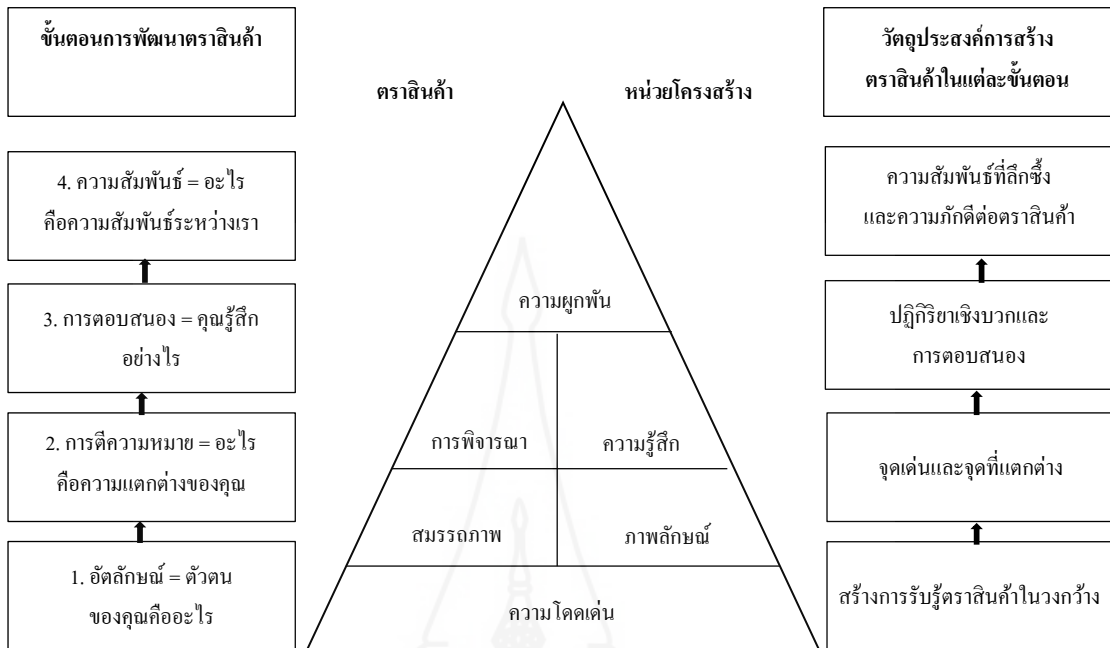 ขั้นตอนการพัฒนาตราสินค้า
วัตถุประสงค์การสร้าง
ตราสินค้าในแต่ละขั้นตอน
ตราสินค้า
หน่วยโครงสร้าง
4. ความสัมพันธ์ = อะไร
คือความสัมพันธ์ระหว่างเรา
ความสัมพันธ์ที่ลึกซึ้ง
และความภักดีต่อตราสินค้า
ความผูกพัน
3. การตอบสนอง = คุณรู้สึก
อย่างไร
ปฏิกิริยาเชิงบวกและ
การตอบสนอง
การพิจารณา
ความรู้สึก
2. การตีความหมาย = อะไร
คือความแตกต่างของคุณ
จุดเด่นและจุดที่แตกต่าง
สมรรถภาพ
ภาพลักษณ์
1. อัตลักษณ์ = ตัวตน
ของคุณคืออะไร
สร้างการรับรู้ตราสินค้าในวงกว้าง
ความโดดเด่น